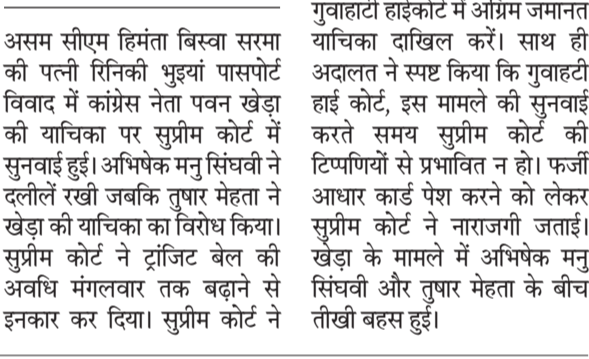 असम सीएम हिमंता बिस्वा सरमा
की पत्नी रिनिकी भुइयां पासपोर्ट
विवाद में कांग्रेस नेता पवन खेड़ा
की याचिका पर सुप्रीम कोर्ट में
सुनवाई हुई। अभिषेक मनु सिंघवी ने
दलीलें रखी जबकि तुषार मेहता ने
खेड़ा की याचिका का विरोध किया।
सुप्रीम कोर्ट ने ट्रांजिट बेल की
अवधि मंगलवार तक बढ़ाने से
इनकार कर दिया। सुप्रीम कोर्ट ने
गुवाहाटी हाईकोर्ट में अग्रिम जमानत
याचिका दाखिल करें। साथ ही
अदालत ने स्पष्ट किया कि गुवाहटी
हाई कोर्ट, इस मामले की सुनवाई
करते समय सुप्रीम कोर्ट की
टिप्पणियों से प्रभावित न हो। फर्जी
आधार कार्ड पेश करने को लेकर
सुप्रीम कोर्ट ने नाराजगी जताई।
खेड़ा के मामले में अभिषेक मनु
सिंघवी और तुषार मेहता के बीच
तीखी बहस हुई।